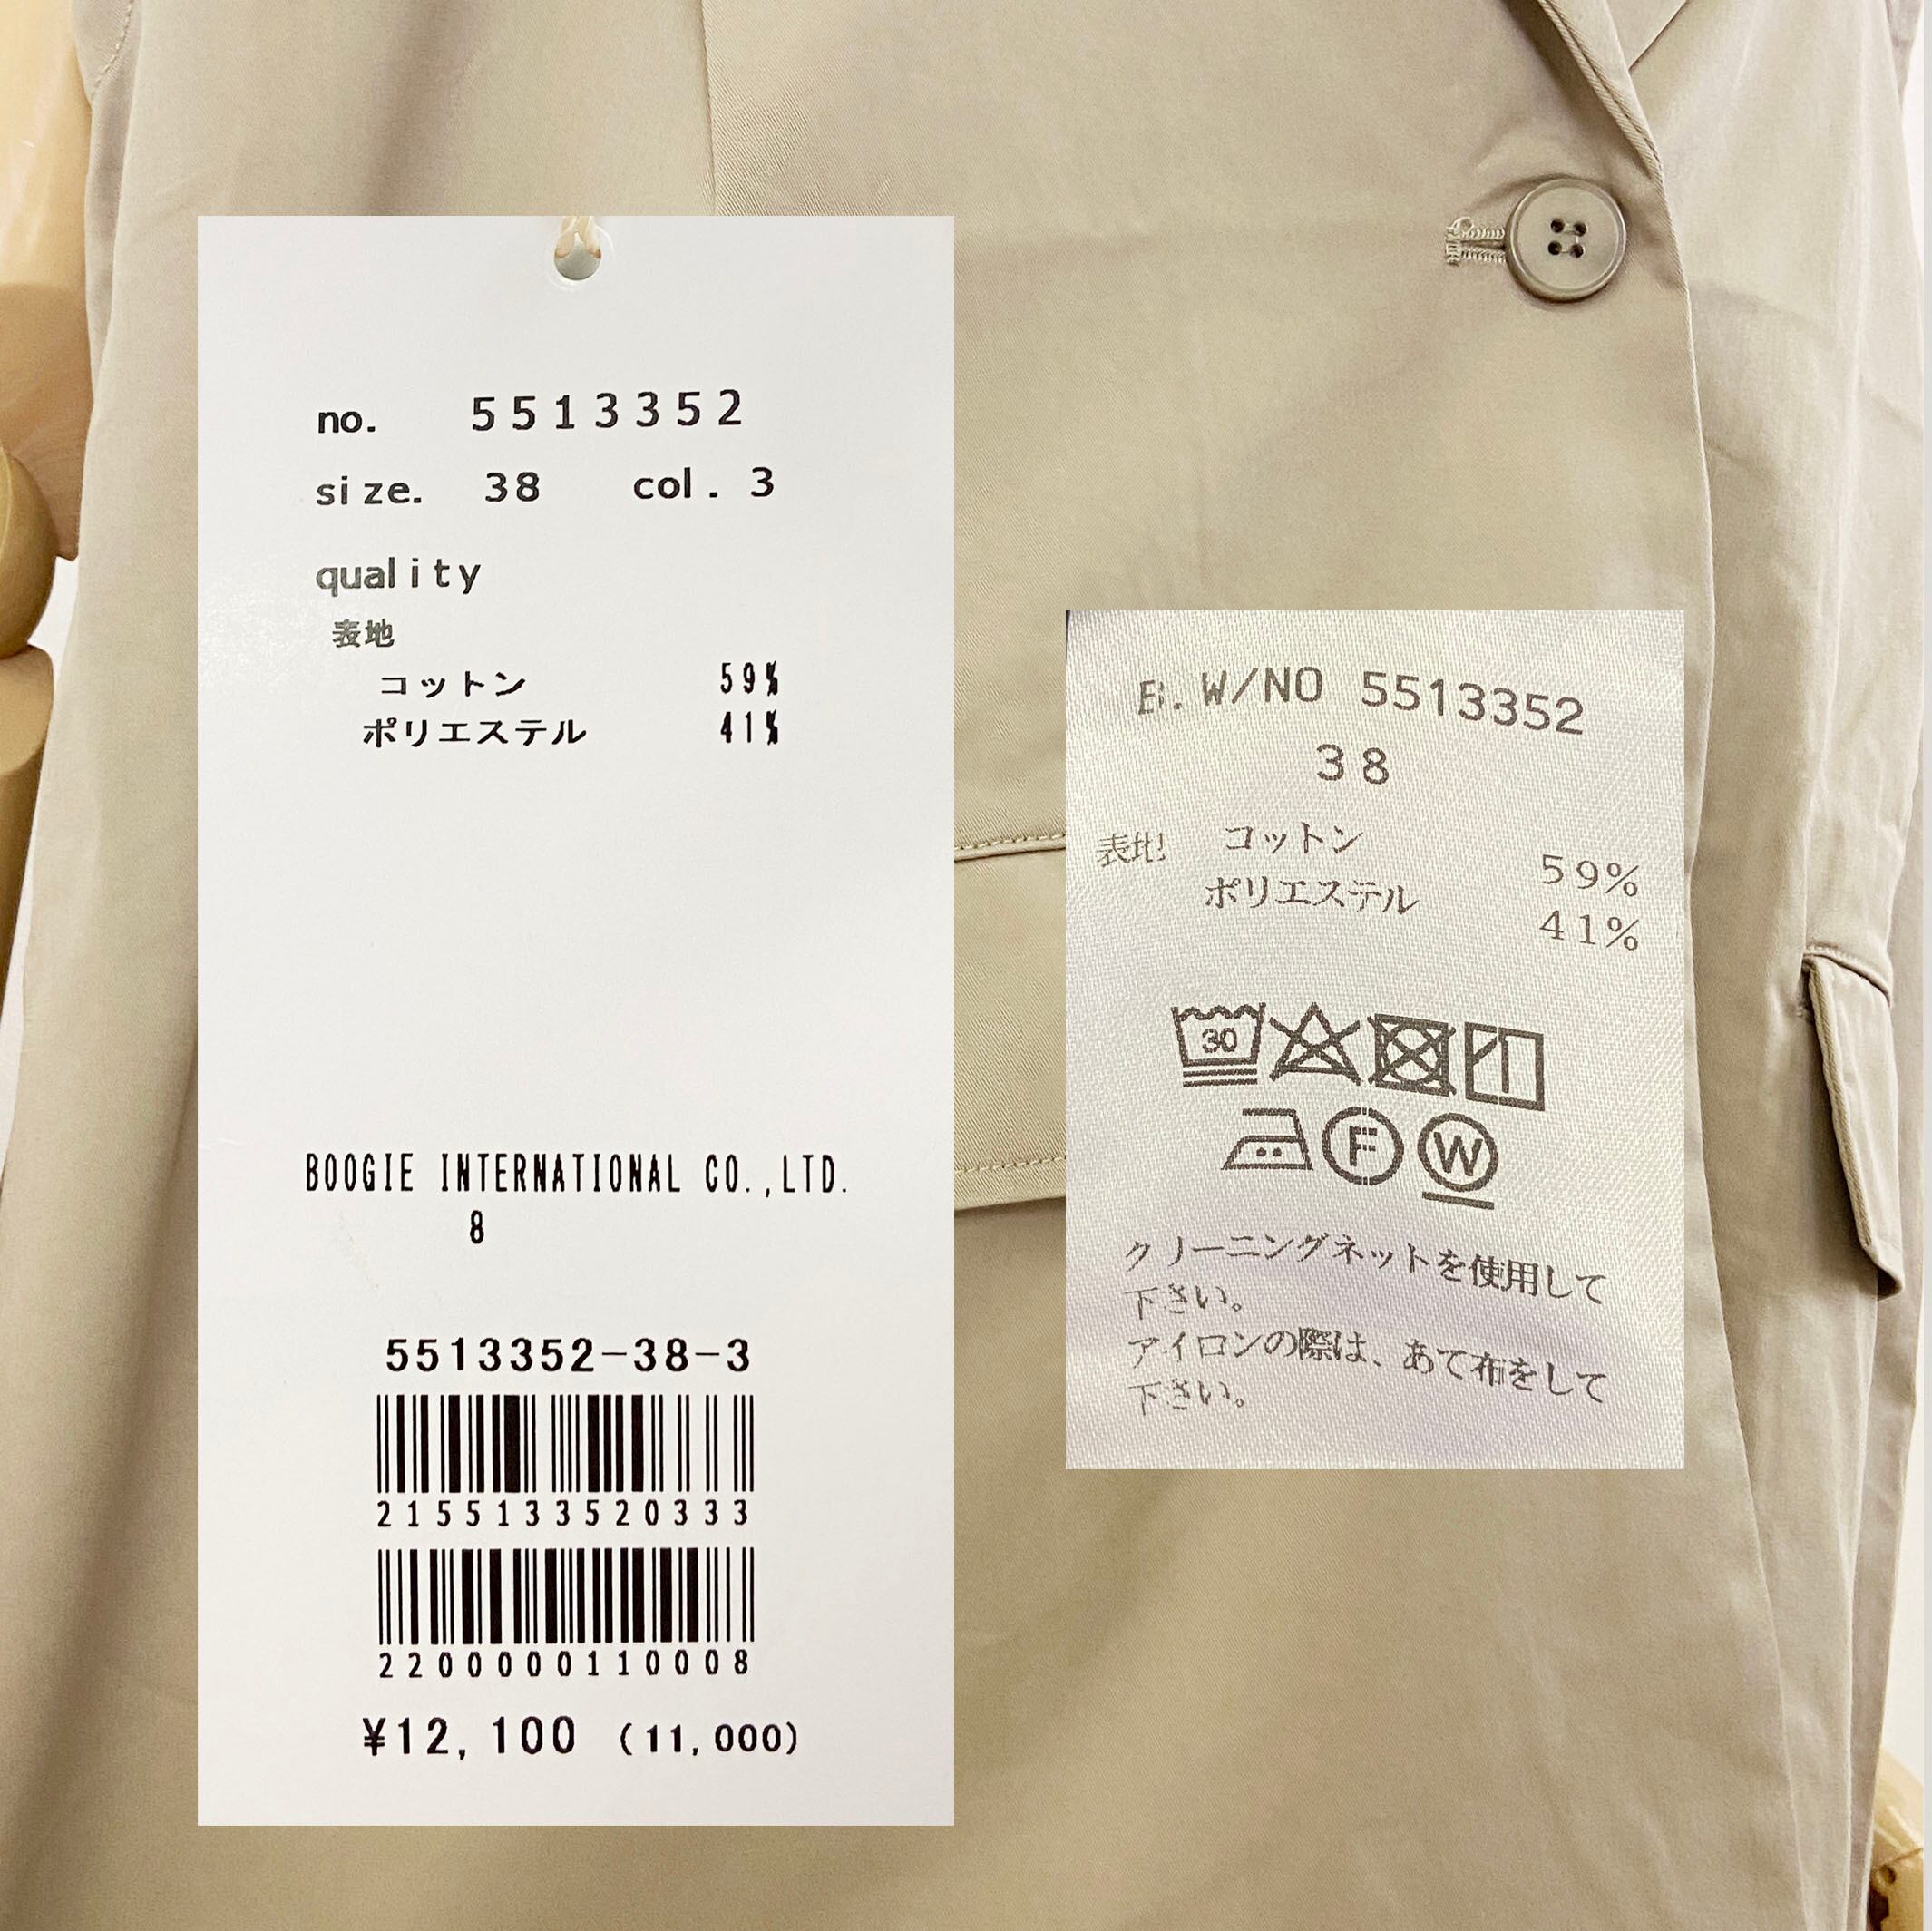 no. 5513352
size. 38 col. 3
quality
表地
コットン 59%
ポリエステル 41%
BOOGIE INTERNATIONAL CO.,LTD.
8
5513352-38-3
2155133520333
2200000110008
¥12,100 (11,000)
B.W/NO 5513352
38
表地 コットン 59%
ポリエステル 41%
30
F W
クリーニングネットを使用して
下さい。
アイロンの際は、あて布をして
下さい。